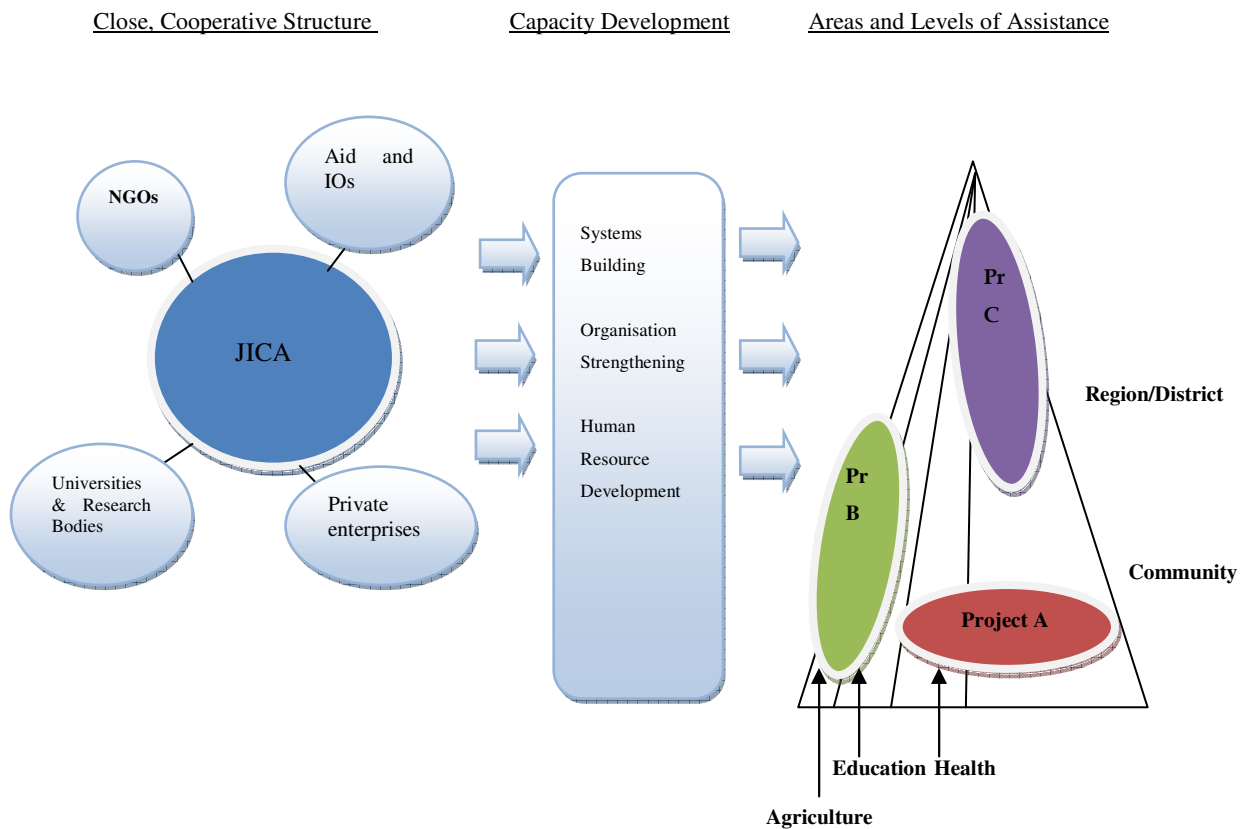 Close, Cooperative Structure
Capacity Development
Areas and Levels of Assistance
NGOs
Aid and
IOs
JICA
Universities
& Research
Bodies
Private
enterprises
Systems
Building
Organisation
Strengthening
Human
Resource
Development
Pr
C
Pr
B
Project A
Region/District
Community
Education Health
Agriculture